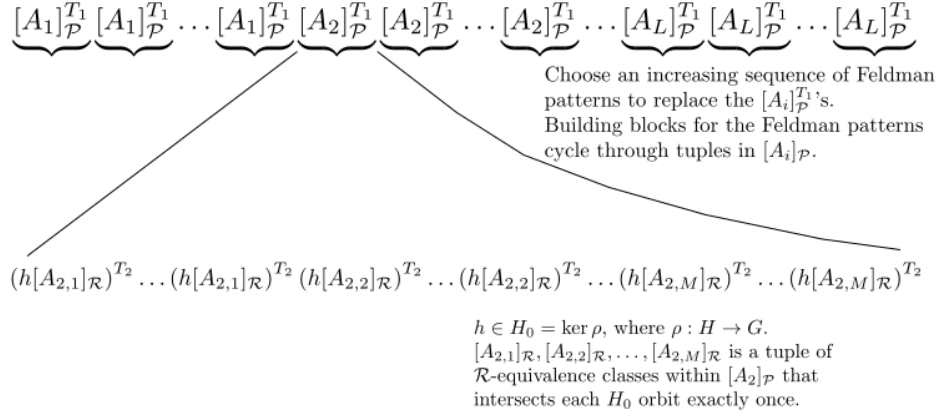 [A_1]_𝒫^{T_1} [A_1]_𝒫^{T_1} ... [A_1]_𝒫^{T_1} [A_2]_𝒫^{T_1} [A_2]_𝒫^{T_1} ... [A_2]_𝒫^{T_1} ... [A_L]_𝒫^{T_1} [A_L]_𝒫^{T_1} ... [A_L]_𝒫^{T_1}
Choose an increasing sequence of Feldman
patterns to replace the [A_i]_𝒫^{T_1}'s.
Building blocks for the Feldman patterns
cycle through tuples in [A_i]_𝒫.
(h[A_{2,1}]_ℛ)^{T_2} ... (h[A_{2,1}]_ℛ)^{T_2} (h[A_{2,2}]_ℛ)^{T_2} ... (h[A_{2,2}]_ℛ)^{T_2} ... (h[A_{2,M}]_ℛ)^{T_2} ... (h[A_{2,M}]_ℛ)^{T_2}
h ∈ H_0 = ker ρ, where ρ : H → G.
[A_{2,1}]_ℛ, [A_{2,2}]_ℛ, ..., [A_{2,M}]_ℛ is a tuple of
ℛ-equivalence classes within [A_2]_𝒫 that
intersects each H_0 orbit exactly once.